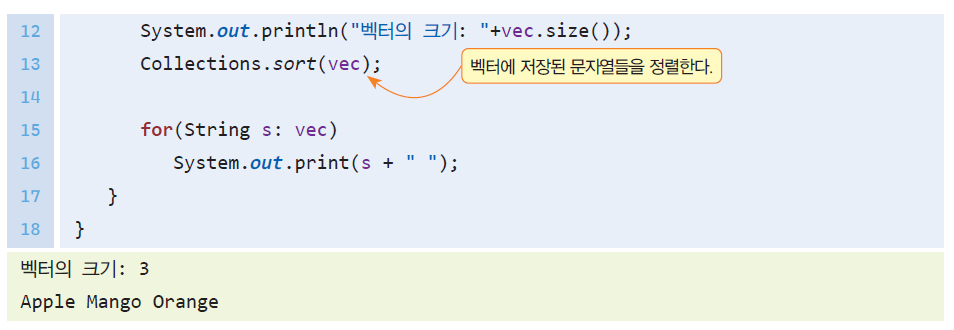 12 System.out.println("벡터의 크기: "+vec.size());
13 Collections.sort(vec);
벡터에 저장된 문자열들을 정렬한다.
14
15 for(String s: vec)
16 System.out.print(s + " ");
17 }
18 }
벡터의 크기: 3
Apple Mango Orange